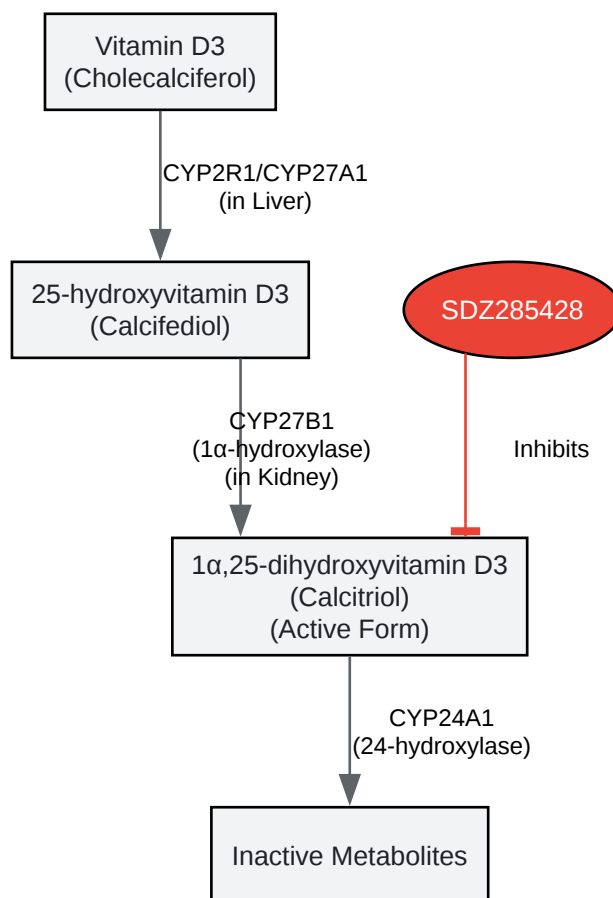 Vitamin D3
(Cholecalciferol)
CYP2R1/CYP27A1
(in Liver)
25-hydroxyvitamin D3
(Calcifediol)
SDZ285428
CYP27B1
(1α-hydroxylase)
(in Kidney)
Inhibits
1α,25-dihydroxyvitamin D3
(Calcitriol)
(Active Form)
CYP24A1
(24-hydroxylase)
Inactive Metabolites